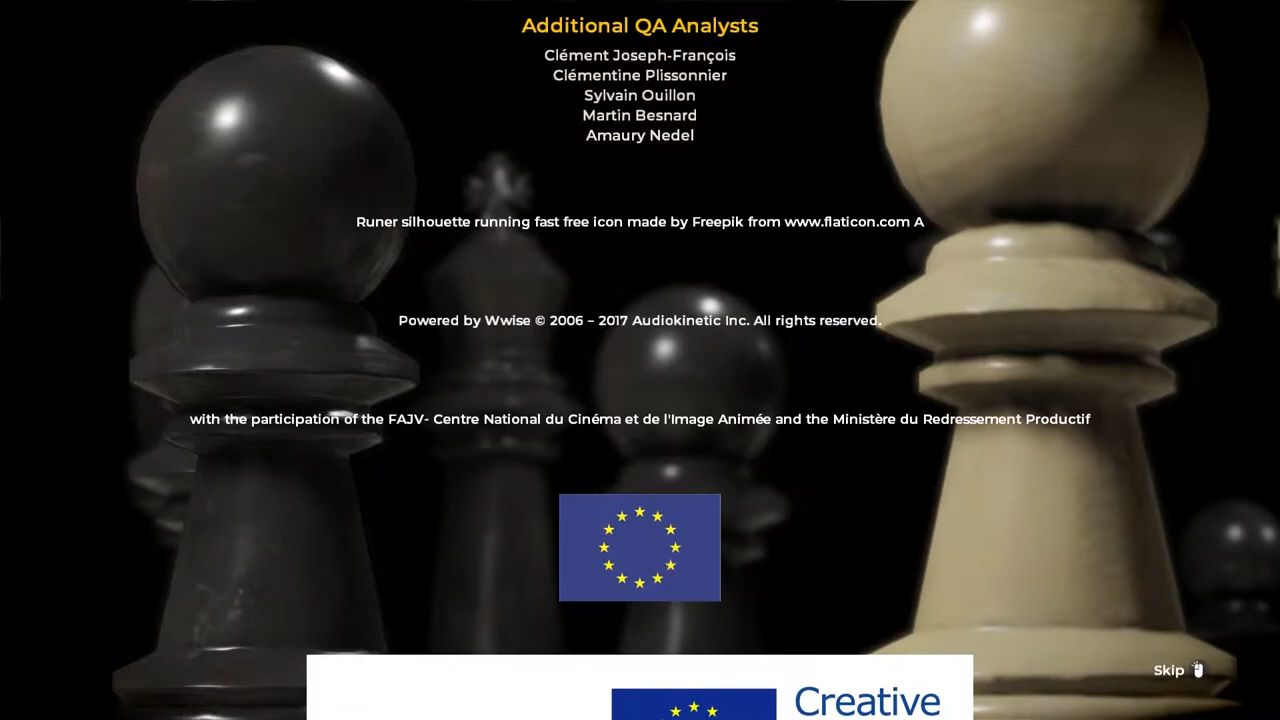 Additional QA Analysts
Clément Joseph-François
Clémentine Plissonnier
Sylvain Ouillon
Martin Besnard
Amaury Nedel
Runer silhouette running fast free icon made by Freepik from www.flaticon.com A
Powered by Wwise © 2006 – 2017 Audiokinetic Inc. All rights reserved.
with the participation of the FAJV- Centre National du Cinéma et de l'Image Animée and the Ministère du Redressement Productif
Skip
Creative